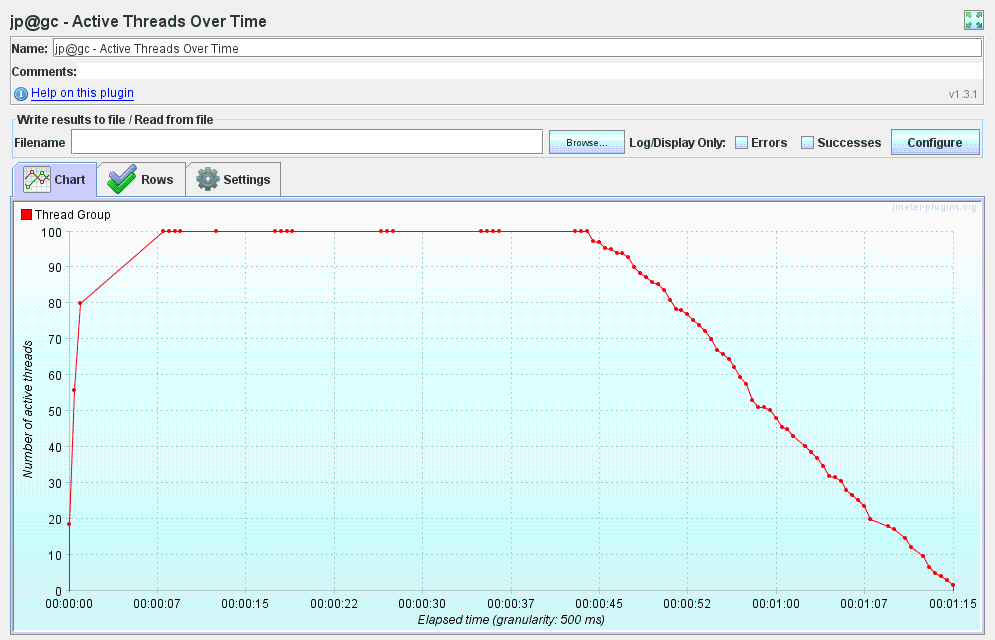 jp@gc - Active Threads Over Time
Name: jp@gc - Active Threads Over Time
Comments:
Help on this plugin
v1.3.1
Write results to file / Read from file
Filename Browse... Log/Display Only: Errors Successes Configure
Chart Rows Settings
jmeter-plugins.org
Thread Group
100
90
80
70
60
50
40
30
20
10
0
Number of active threads
00:00:00 00:00:07 00:00:15 00:00:22 00:00:30 00:00:37 00:00:45 00:00:52 00:01:00 00:01:07 00:01:15
Elapsed time (granularity: 500 ms)